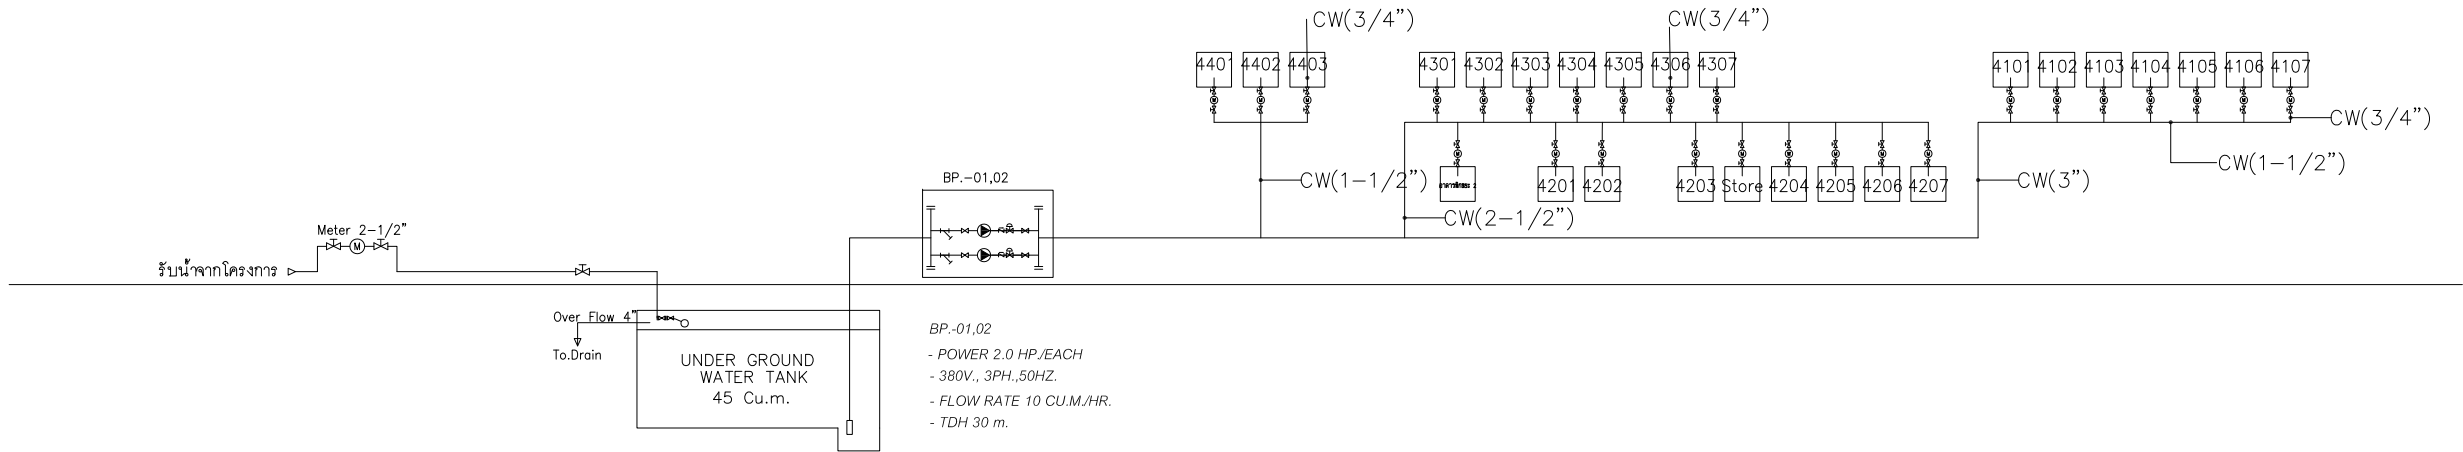 CW(3/4")
CW(3/4")
4401
4402
4403
4301
4302
4303
4304
4305
4306
4307
4101
4102
4103
4104
4105
4106
4107
CW(3/4")
CW(1-1/2")
CW(1-1/2")
CW(3")
4201
4202
4203
Store
4204
4205
4206
4207
CW(2-1/2")
BP.-01,02
Meter 2-1/2"
M
รับน้ำจากโครงการ
Over Flow 4"
To.Drain
UNDER GROUND
WATER TANK
45 Cu.m.
BP.-01,02
- POWER 2.0 HP./EACH
- 380V., 3PH.,50HZ.
- FLOW RATE 10 CU.M./HR.
- TDH 30 m.